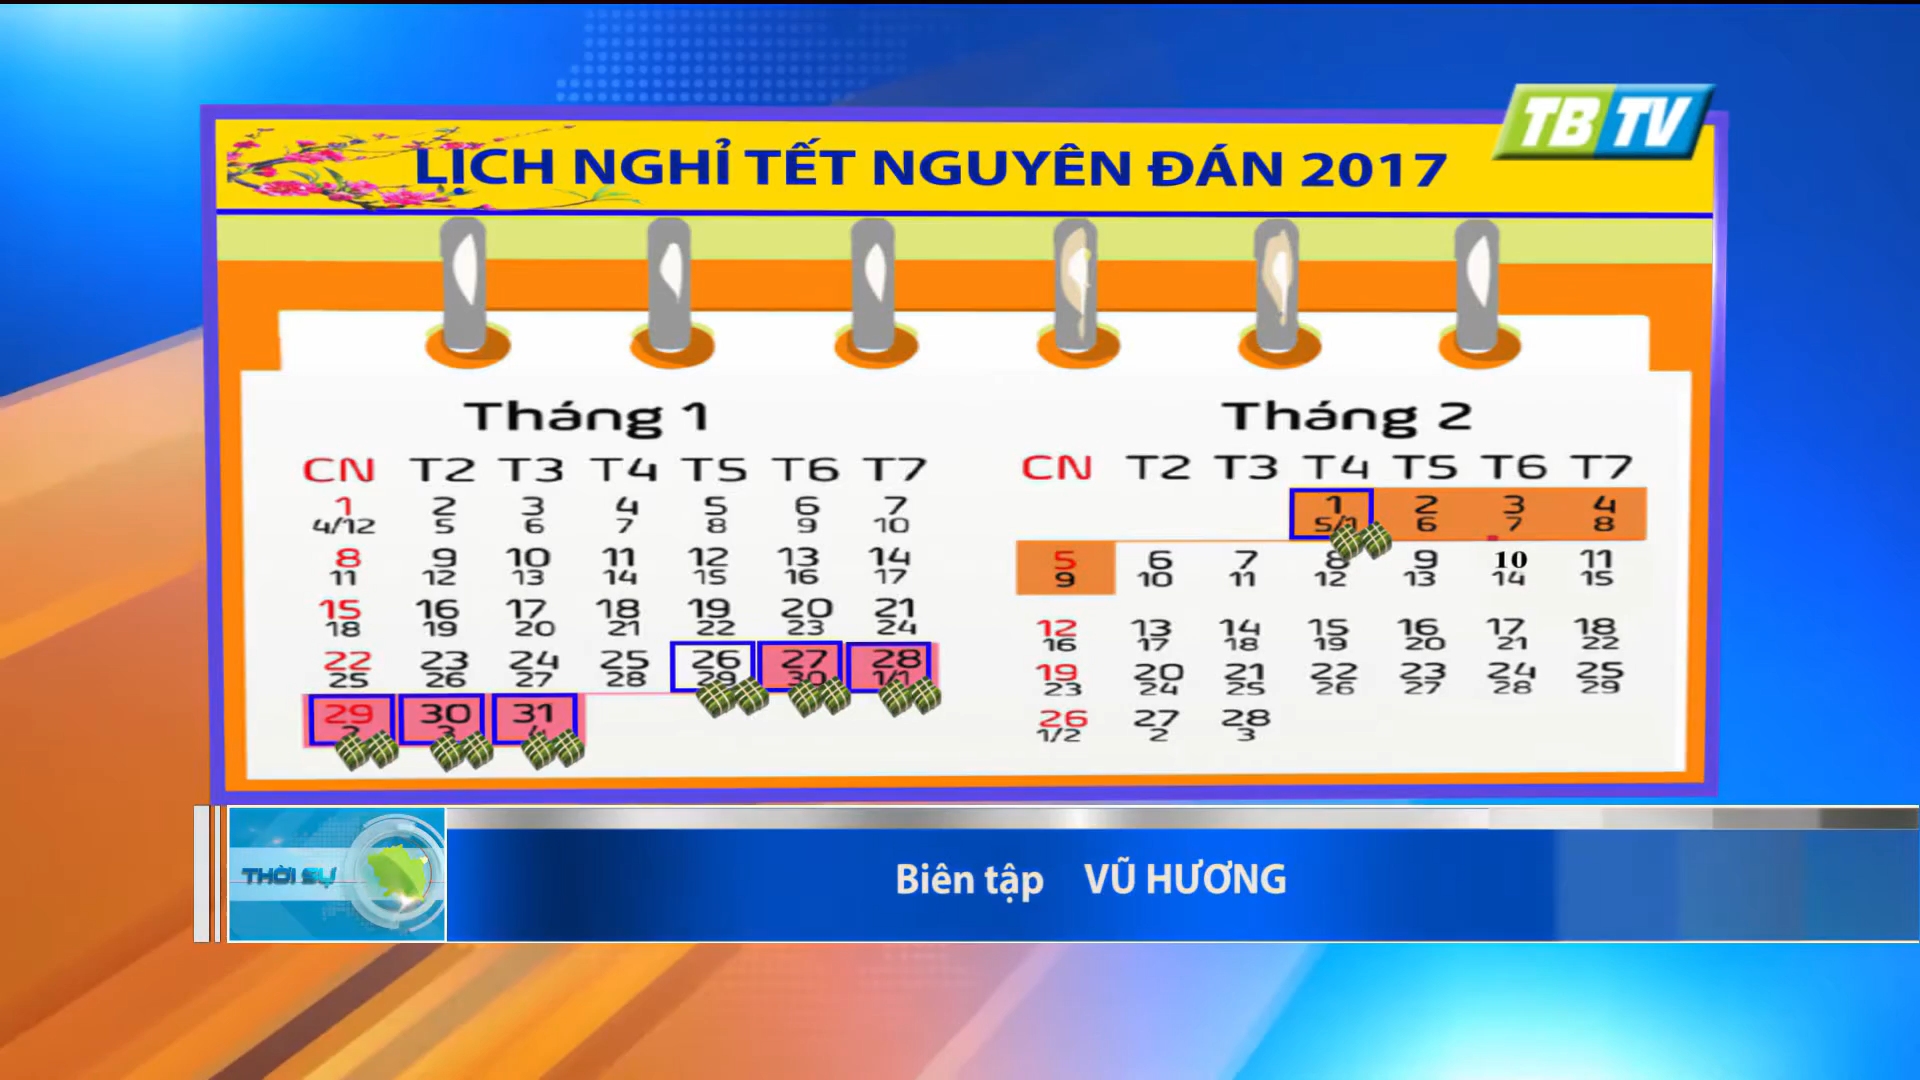 TBTV
LỊCH NGHỈ TẾT NGUYÊN ĐÁN 2017
Tháng 1
CN T2 T3 T4 T5 T6 T7
1 2 3 4 5 6 7
4/12 5 6 7 8 9 10
8 9 10 11 12 13 14
11 12 13 14 15 16 17
15 16 17 18 19 20 21
18 19 20 21 22 23 24
22 23 24 25 26 27 28
25 26 27 28 29 30 1/1
29 30 31
2 3 4
Tháng 2
CN T2 T3 T4 T5 T6 T7
1 2 3 4
5/1 6 7 8
5 6 7 8 9 10 11
9 10 11 12 13 14 15
12 13 14 15 16 17 18
16 17 18 19 20 21 22
19 20 21 22 23 24 25
23 24 25 26 27 28 29
26 27 28
1/2 2 3
THỜI SỰ
Biên tập VŨ HƯƠNG